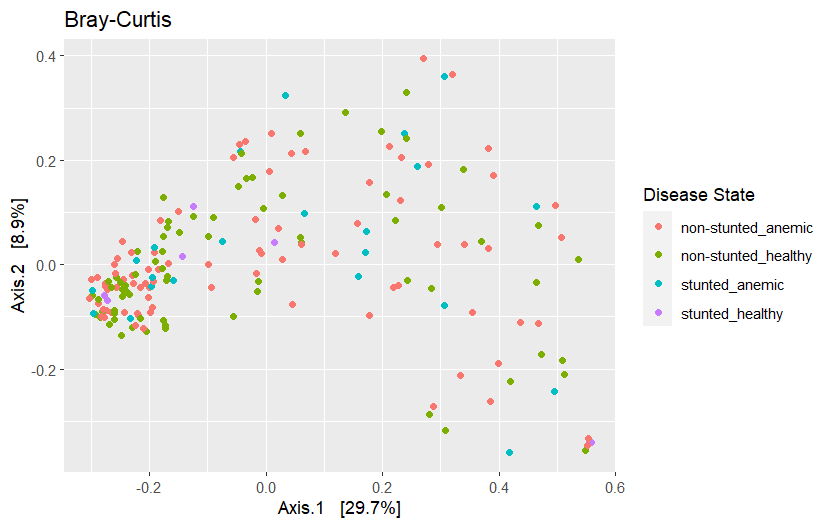 Bray-Curtis
0.4
0.2
0.0
-0.2
Axis.2 [8.9%]
-0.2
0.0
0.2
0.4
0.6
Axis.1 [29.7%]
Disease State
non-stunted_anemic
non-stunted_healthy
stunted_anemic
stunted_healthy